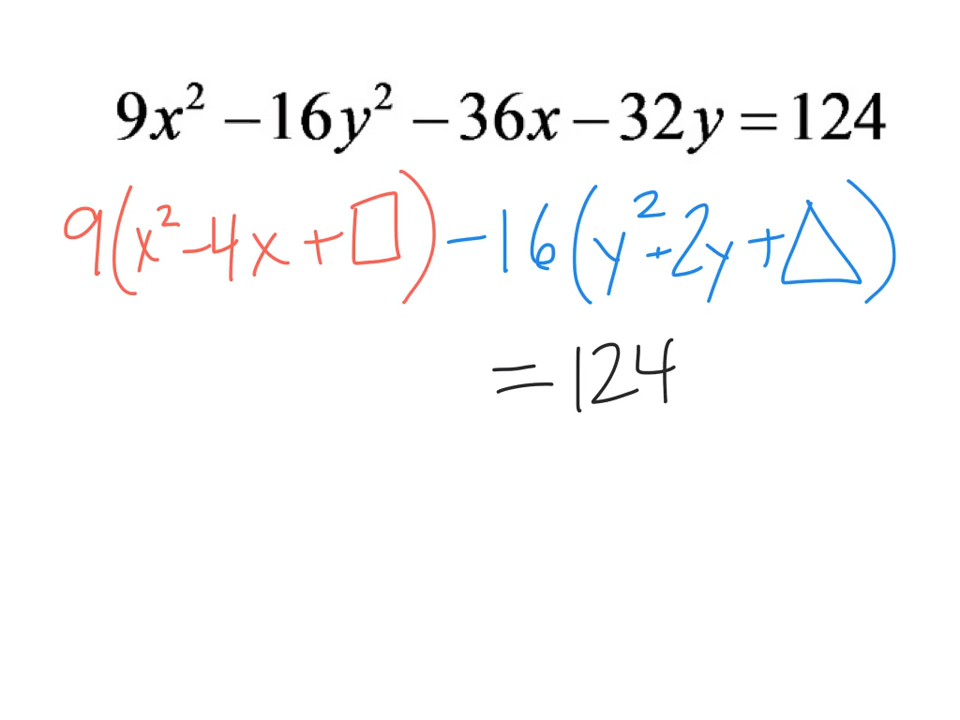 9x² − 16y² − 36x − 32y = 124
9(x² − 4x + □) − 16(y² + 2y + △)
= 124